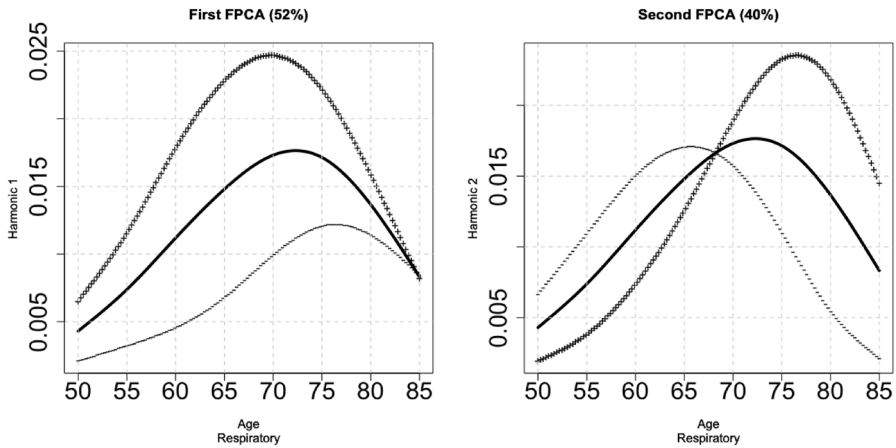 First FPCA (52%)
Harmonic 1
0.005
0.015
0.025
50 55 60 65 70 75 80 85
Age
Respiratory
Second FPCA (40%)
Harmonic 2
0.005
0.015
50 55 60 65 70 75 80 85
Age
Respiratory